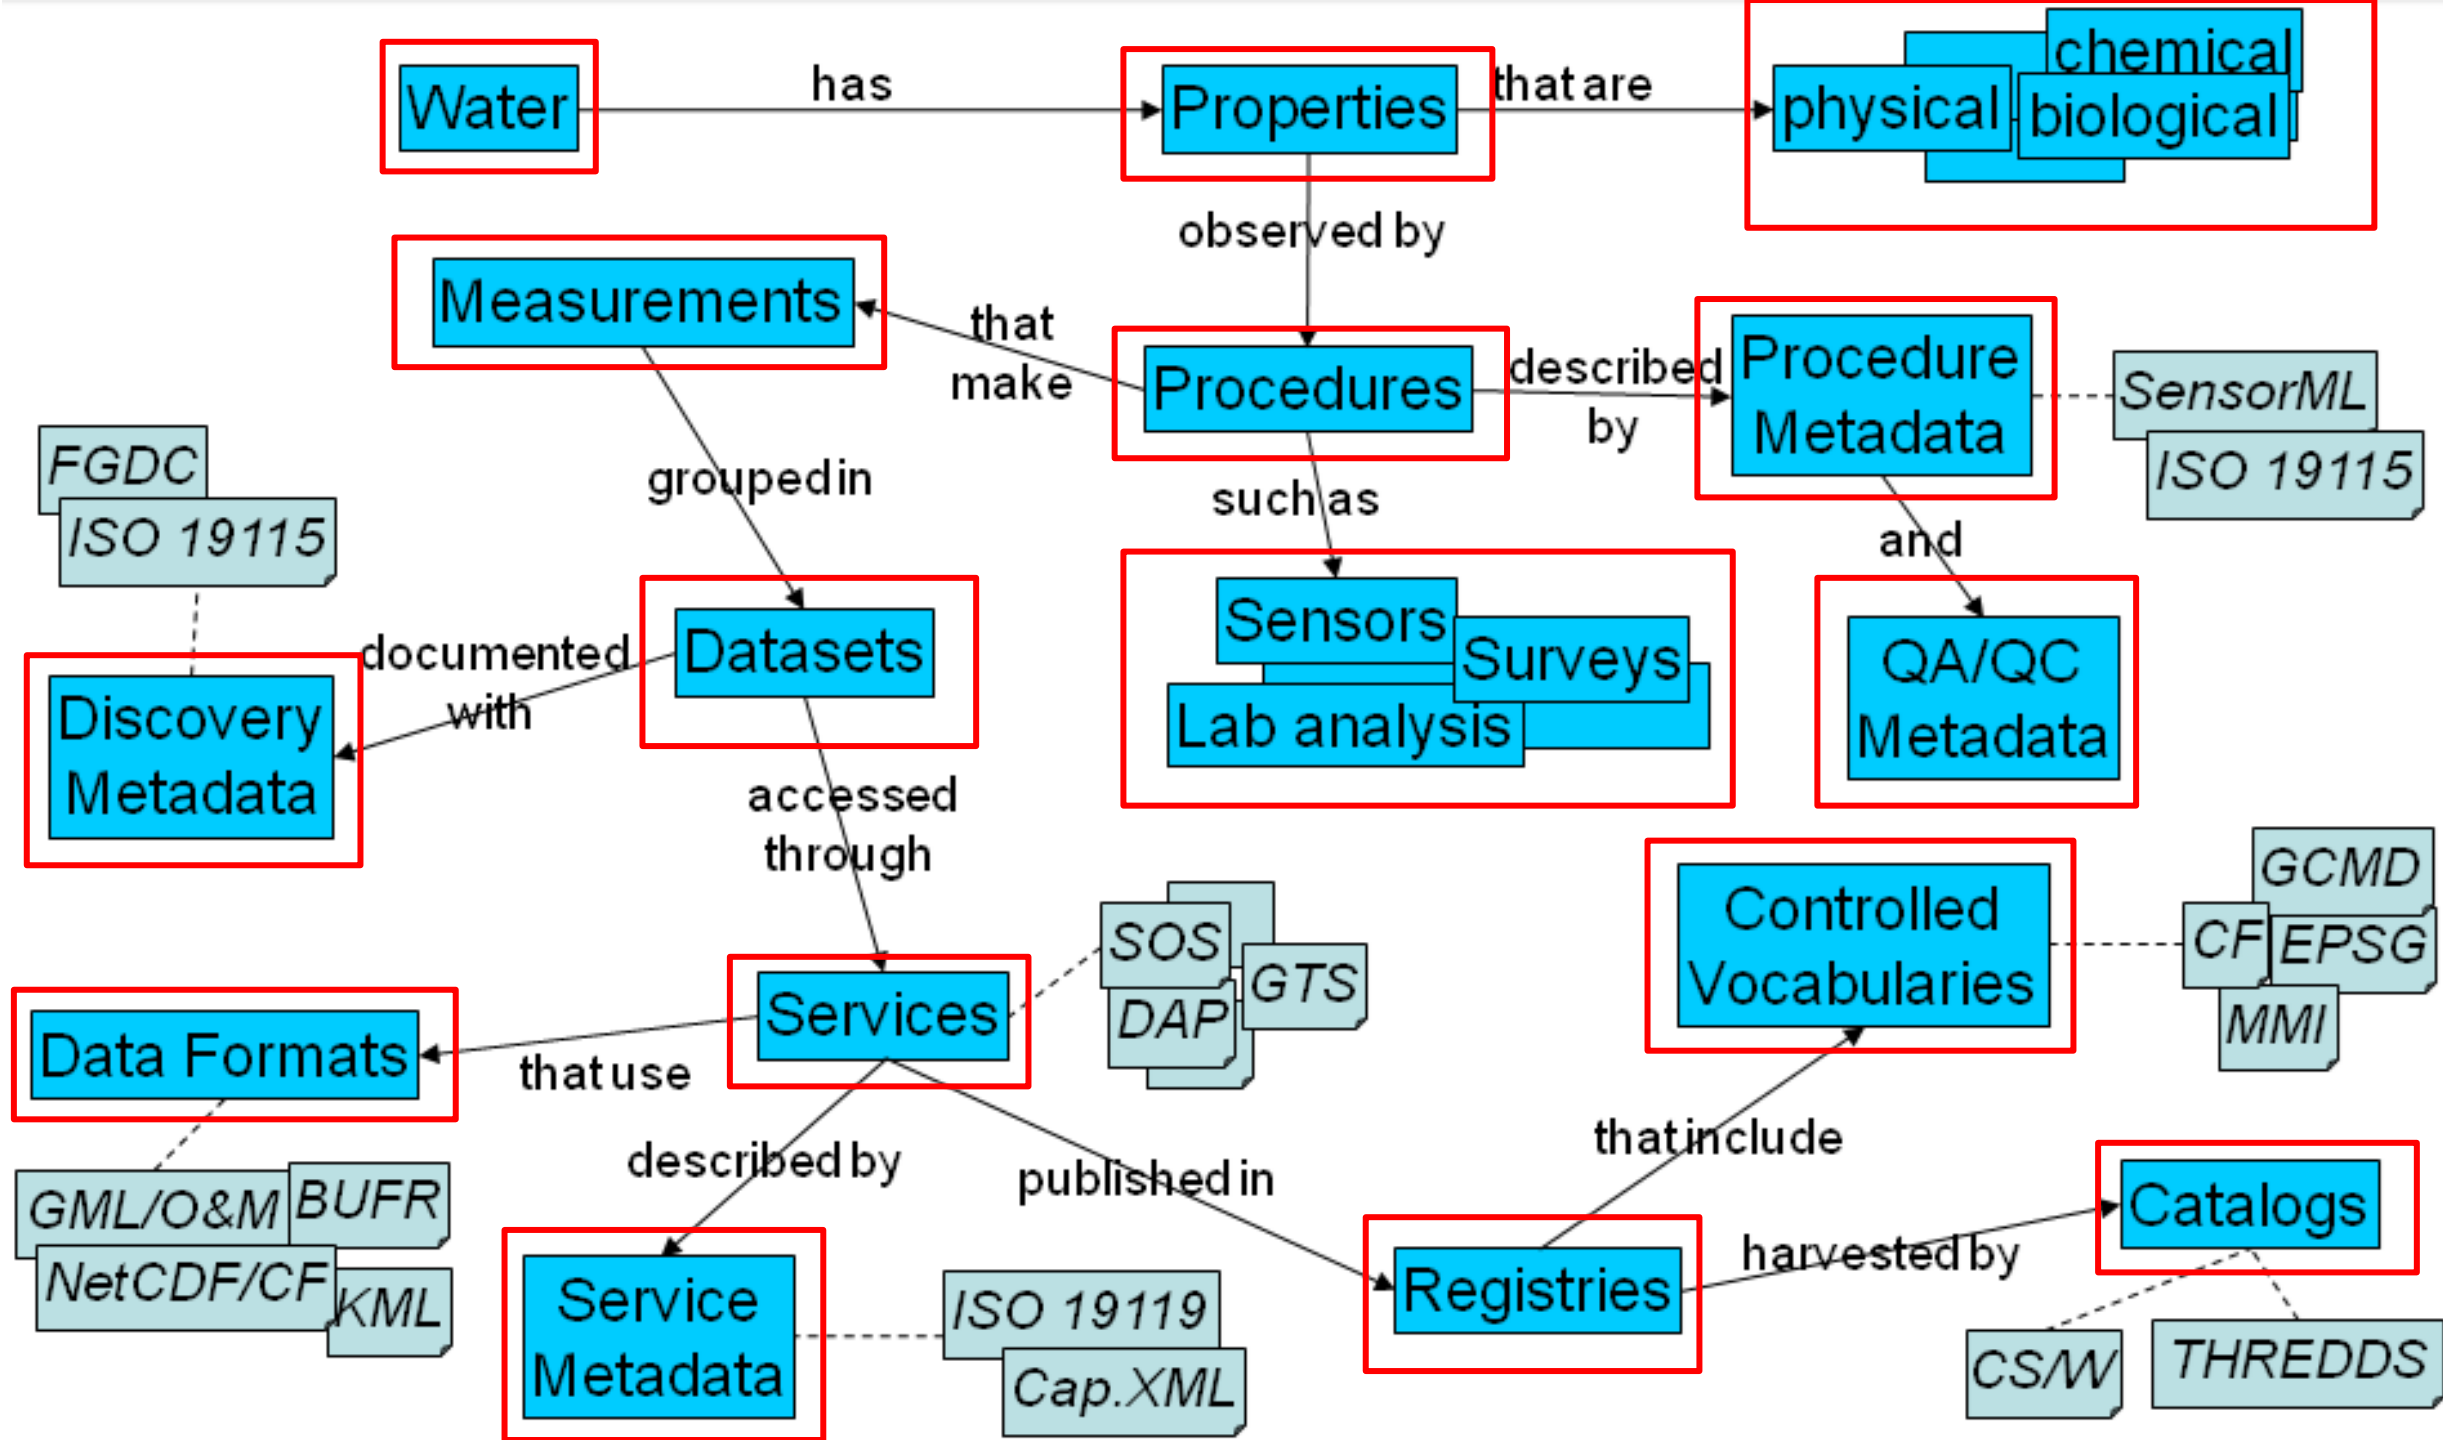 Water
has
Properties
that are
physical
chemical
biological
observed by
Measurements
that
make
Procedures
described
by
Procedure
Metadata
SensorML
ISO 19115
FGDC
ISO 19115
grouped in
such as
and
Sensors
Surveys
Lab analysis
QA/QC
Metadata
documented
with
Datasets
Discovery
Metadata
accessed
through
Controlled
Vocabularies
GCMD
CF
EPSG
MMI
SOS
GTS
DAP
Services
Data Formats
that use
described by
published in
that include
harvested by
Catalogs
GML/O&M
BUFR
NetCDF/CF
KML
Service
Metadata
ISO 19119
Cap.XML
Registries
CS/W
THREDDS